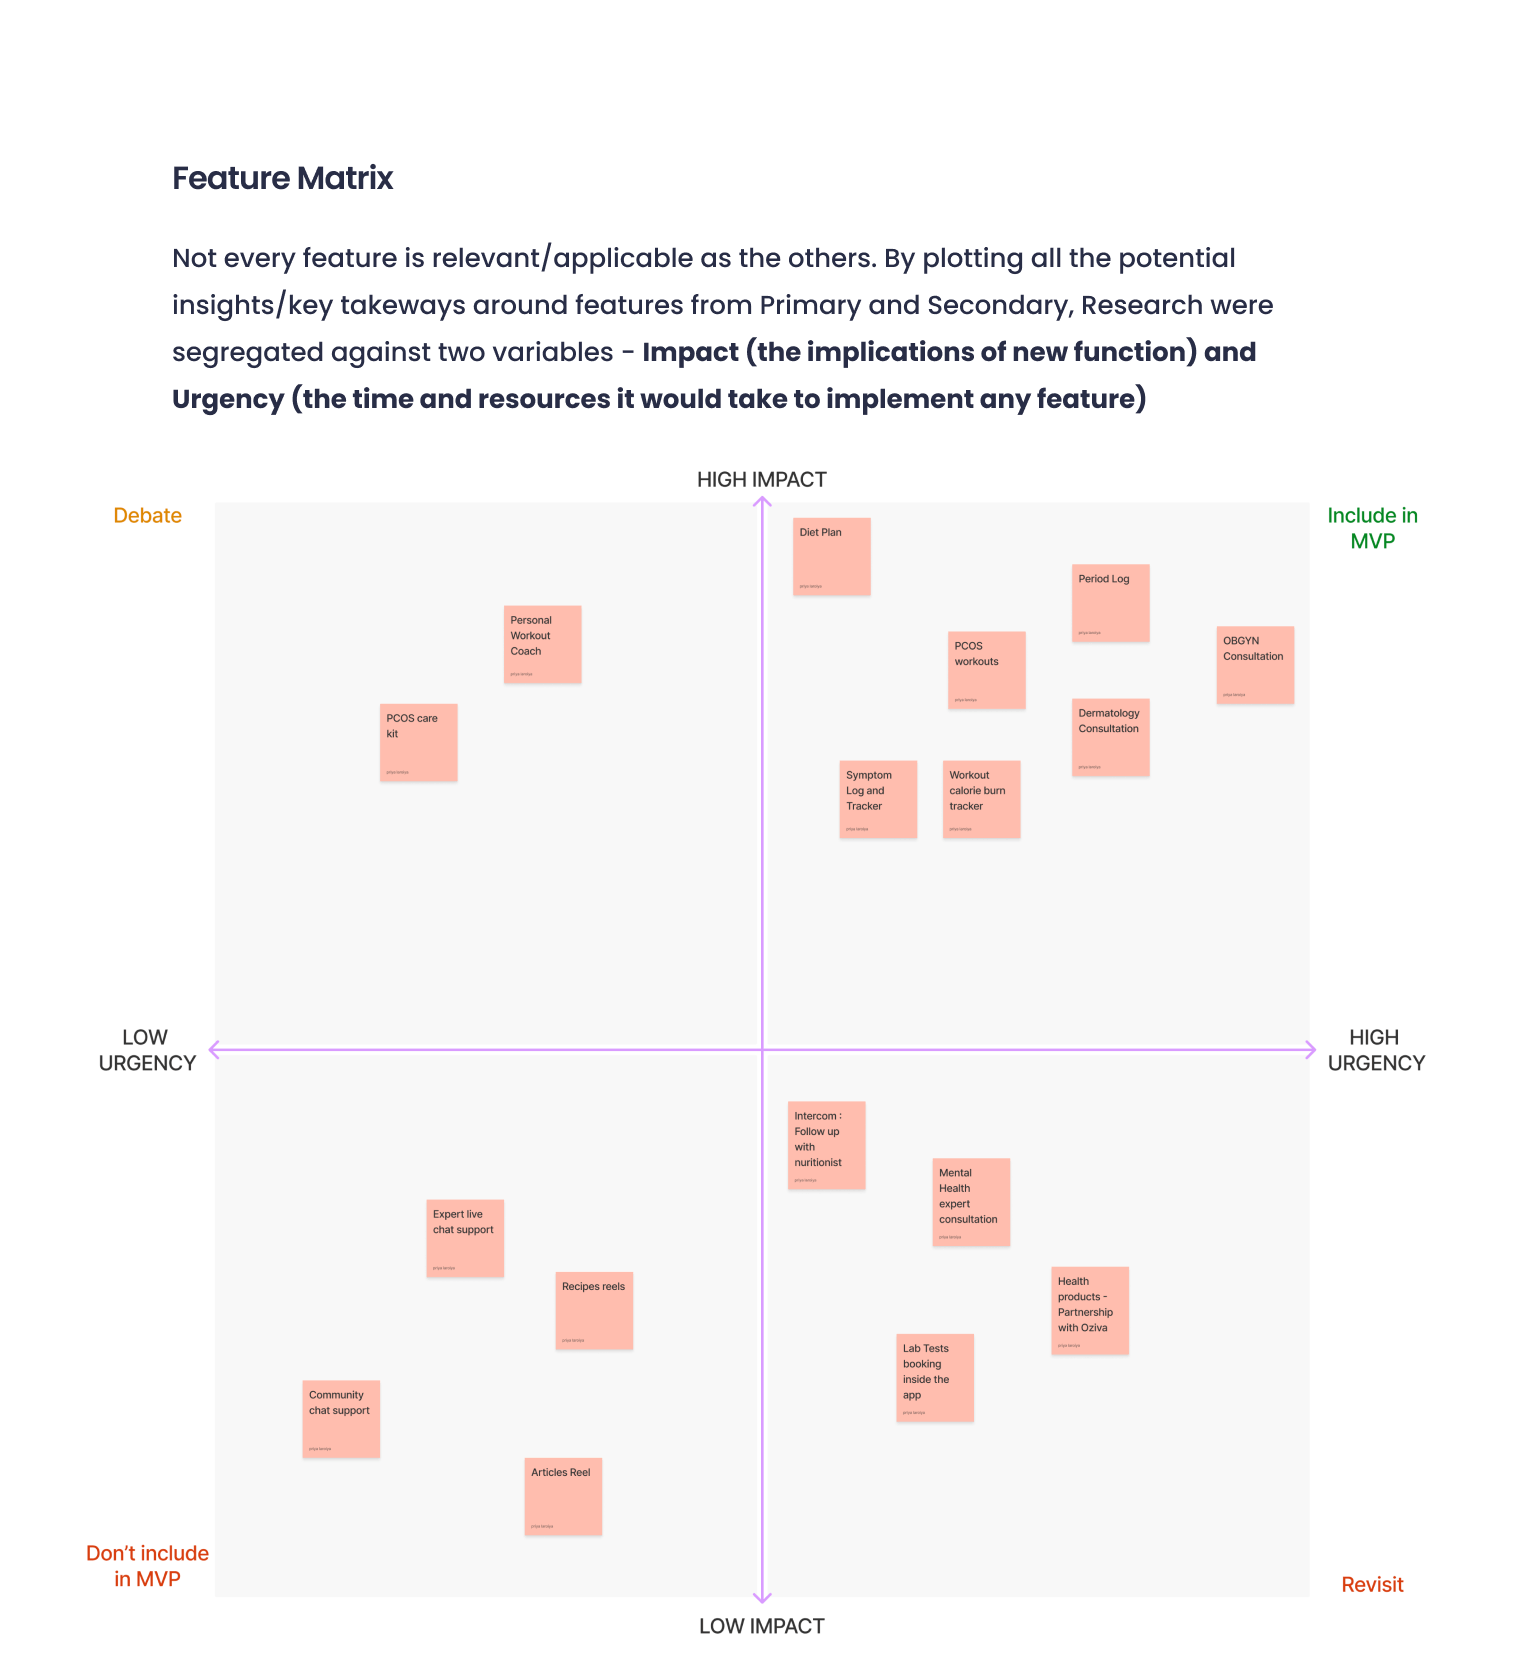 Feature Matrix
Not every feature is relevant/applicable as the others. By plotting all the potential
insights/key takeways around features from Primary and Secondary, Research were
segregated against two variables - Impact (the implications of new function) and
Urgency (the time and resources it would take to implement any feature)
HIGH IMPACT
Debate
Include in
MVP
Diet Plan
Period Log
Personal
Workout
Coach
PCOS
workouts
OBGYN
Consultation
PCOS care
kit
Dermatology
Consultation
Symptom
Log and
Tracker
Workout
calorie burn
tracker
LOW
URGENCY
HIGH
URGENCY
Intercom :
Follow up
with
nuritionist
Mental
Health
expert
consultation
Expert live
chat support
Recipes reels
Health
products -
Partnership
with Oziva
Lab Tests
booking
inside the
app
Community
chat support
Articles Reel
Don't include
in MVP
Revisit
LOW IMPACT